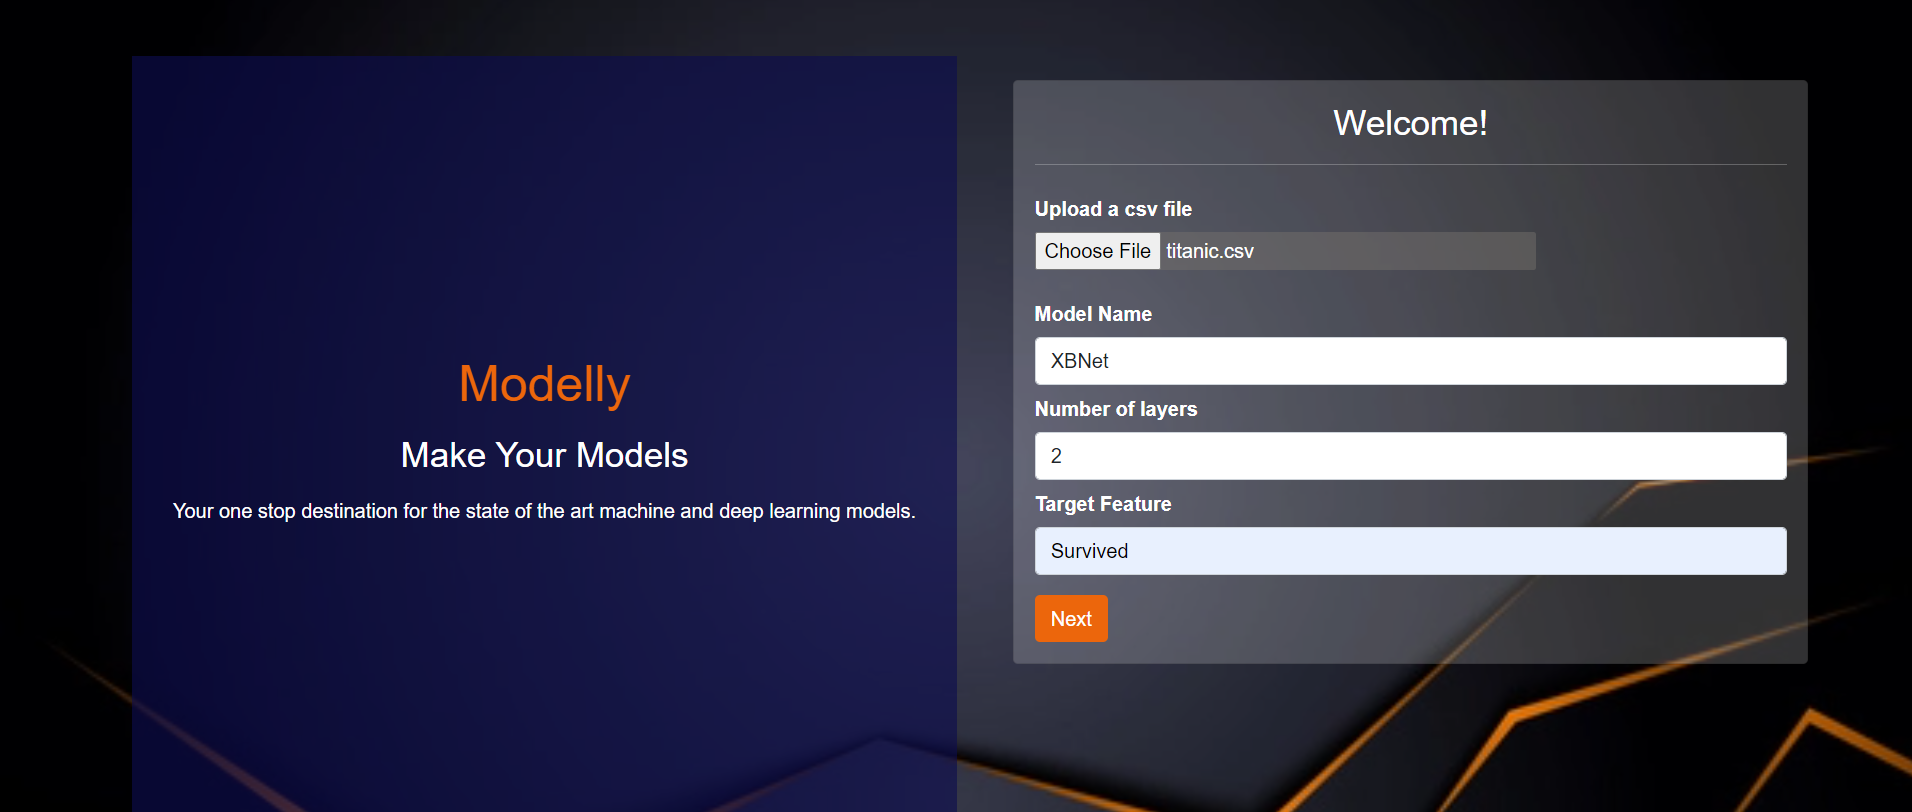 Modelly
Make Your Models
Your one stop destination for the state of the art machine and deep learning models.
Welcome!
Upload a csv file
Choose File titanic.csv
Model Name
XBNet
Number of layers
2
Target Feature
Survived
Next